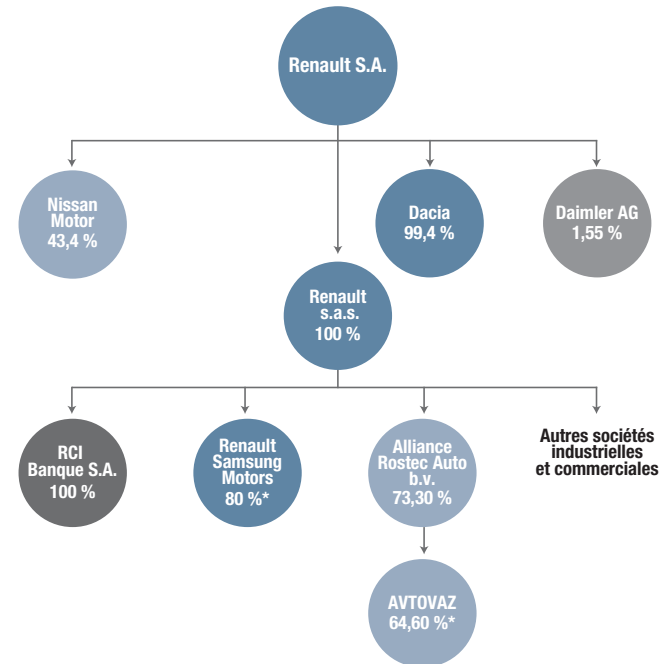 Renault S.A.
Nissan
Motor
43,4 %
Dacia
99,4 %
Daimler AG
1,55 %
Renault
s.a.s.
100 %
RCI
Banque S.A.
100 %
Renault
Samsung
Motors
80 %*
Alliance
Rostec Auto
b.v.
73,30 %
Autres sociétés
industrielles
et commerciales
AVTOVAZ
64,60 %*